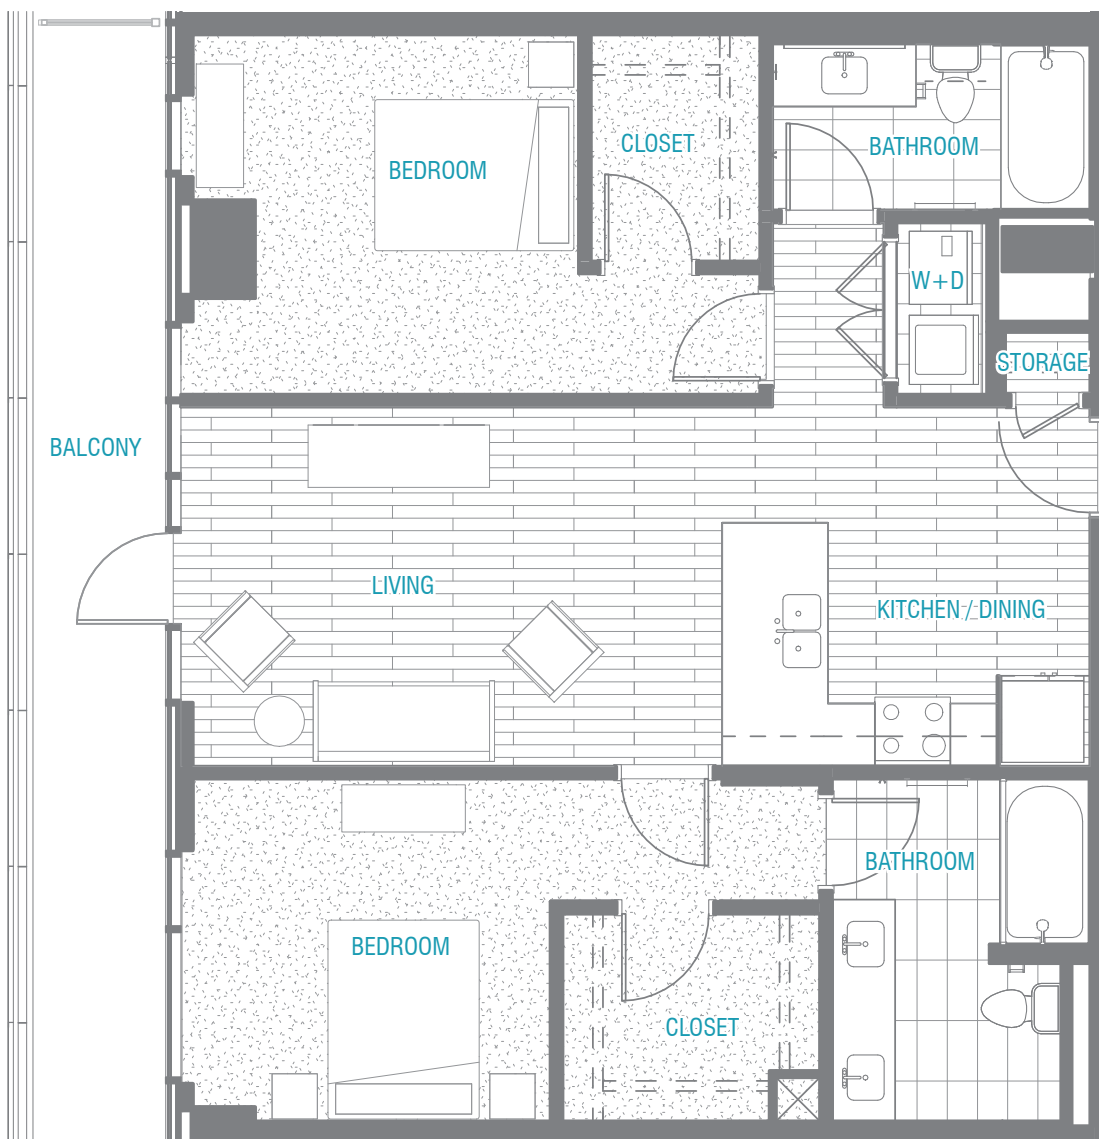 CLOSET
BATHROOM
BEDROOM
W+D
STORAGE
BALCONY
LIVING
KITCHEN / DINING
BATHROOM
BEDROOM
CLOSET